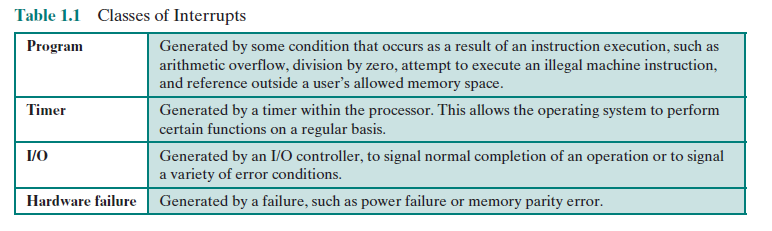 Table 1.1 Classes of Interrupts
Program
Generated by some condition that occurs as a result of an instruction execution, such as
arithmetic overflow, division by zero, attempt to execute an illegal machine instruction,
and reference outside a user's allowed memory space.
Timer
Generated by a timer within the processor. This allows the operating system to perform
certain functions on a regular basis.
I/O
Generated by an I/O controller, to signal normal completion of an operation or to signal
a variety of error conditions.
Hardware failure
Generated by a failure, such as power failure or memory parity error.